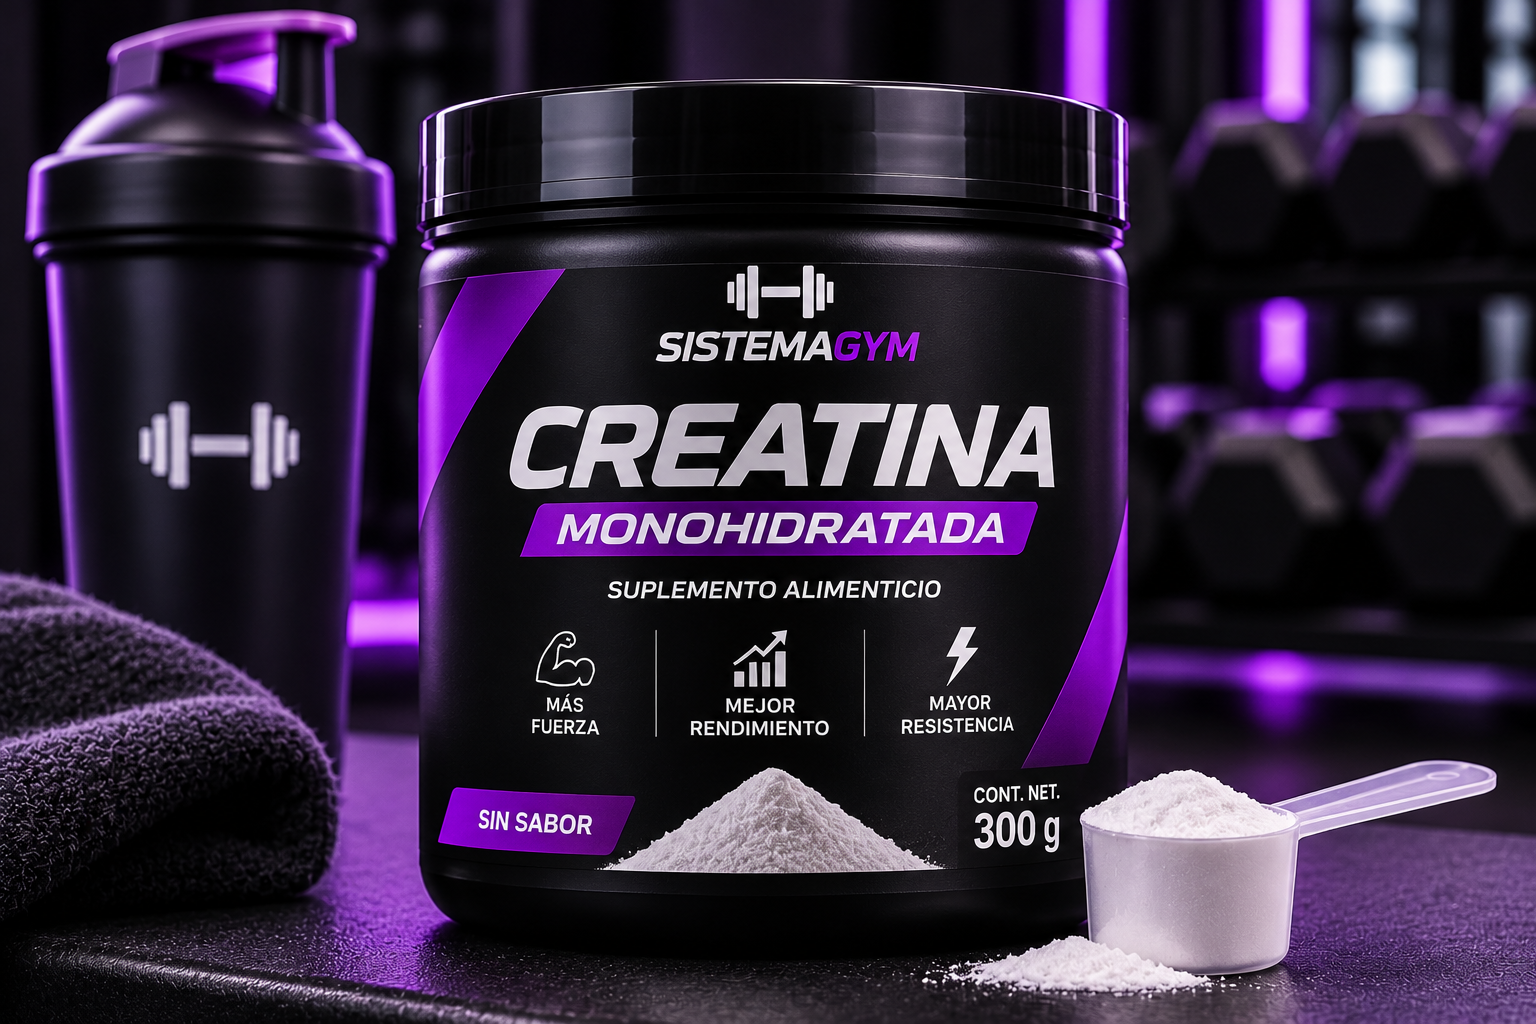 SISTEMAGYM
CREATINA
MONOHIDRATADA
SUPLEMENTO ALIMENTICIO
MÁS
FUERZA
MEJOR
RENDIMIENTO
MAYOR
RESISTENCIA
SIN SABOR
CONT. NET.
300 g